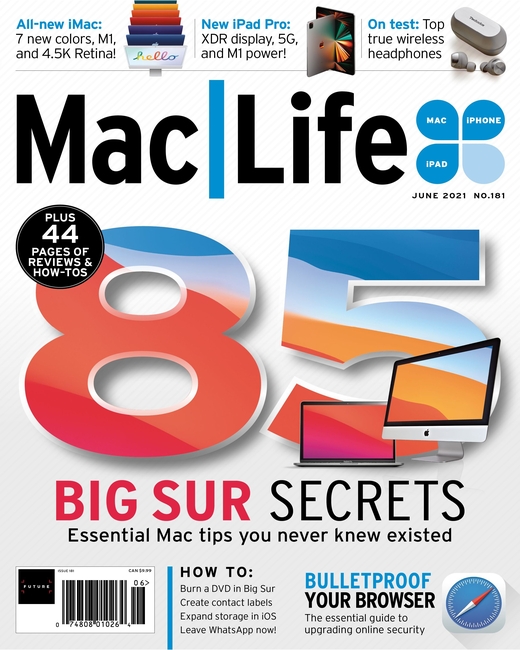 All-new iMac:
7 new colors, M1,
and 4.5K Retina!
hello
New iPad Pro:
XDR display, 5G,
and M1 power!
On test: Top
true wireless
headphones
Mac|Life
MAC
iPHONE
iPAD
JUNE 2021 NO.181
PLUS
44
PAGES OF
REVIEWS &
HOW-TOS
85
BIG SUR SECRETS
Essential Mac tips you never knew existed
FUTURE
ISSUE 181
CAN $9.99
06>
0 74808 01026 4
HOW TO:
Burn a DVD in Big Sur
Create contact labels
Expand storage in iOS
Leave WhatsApp now!
BULLETPROOF
YOUR BROWSER
The essential guide to
upgrading online security